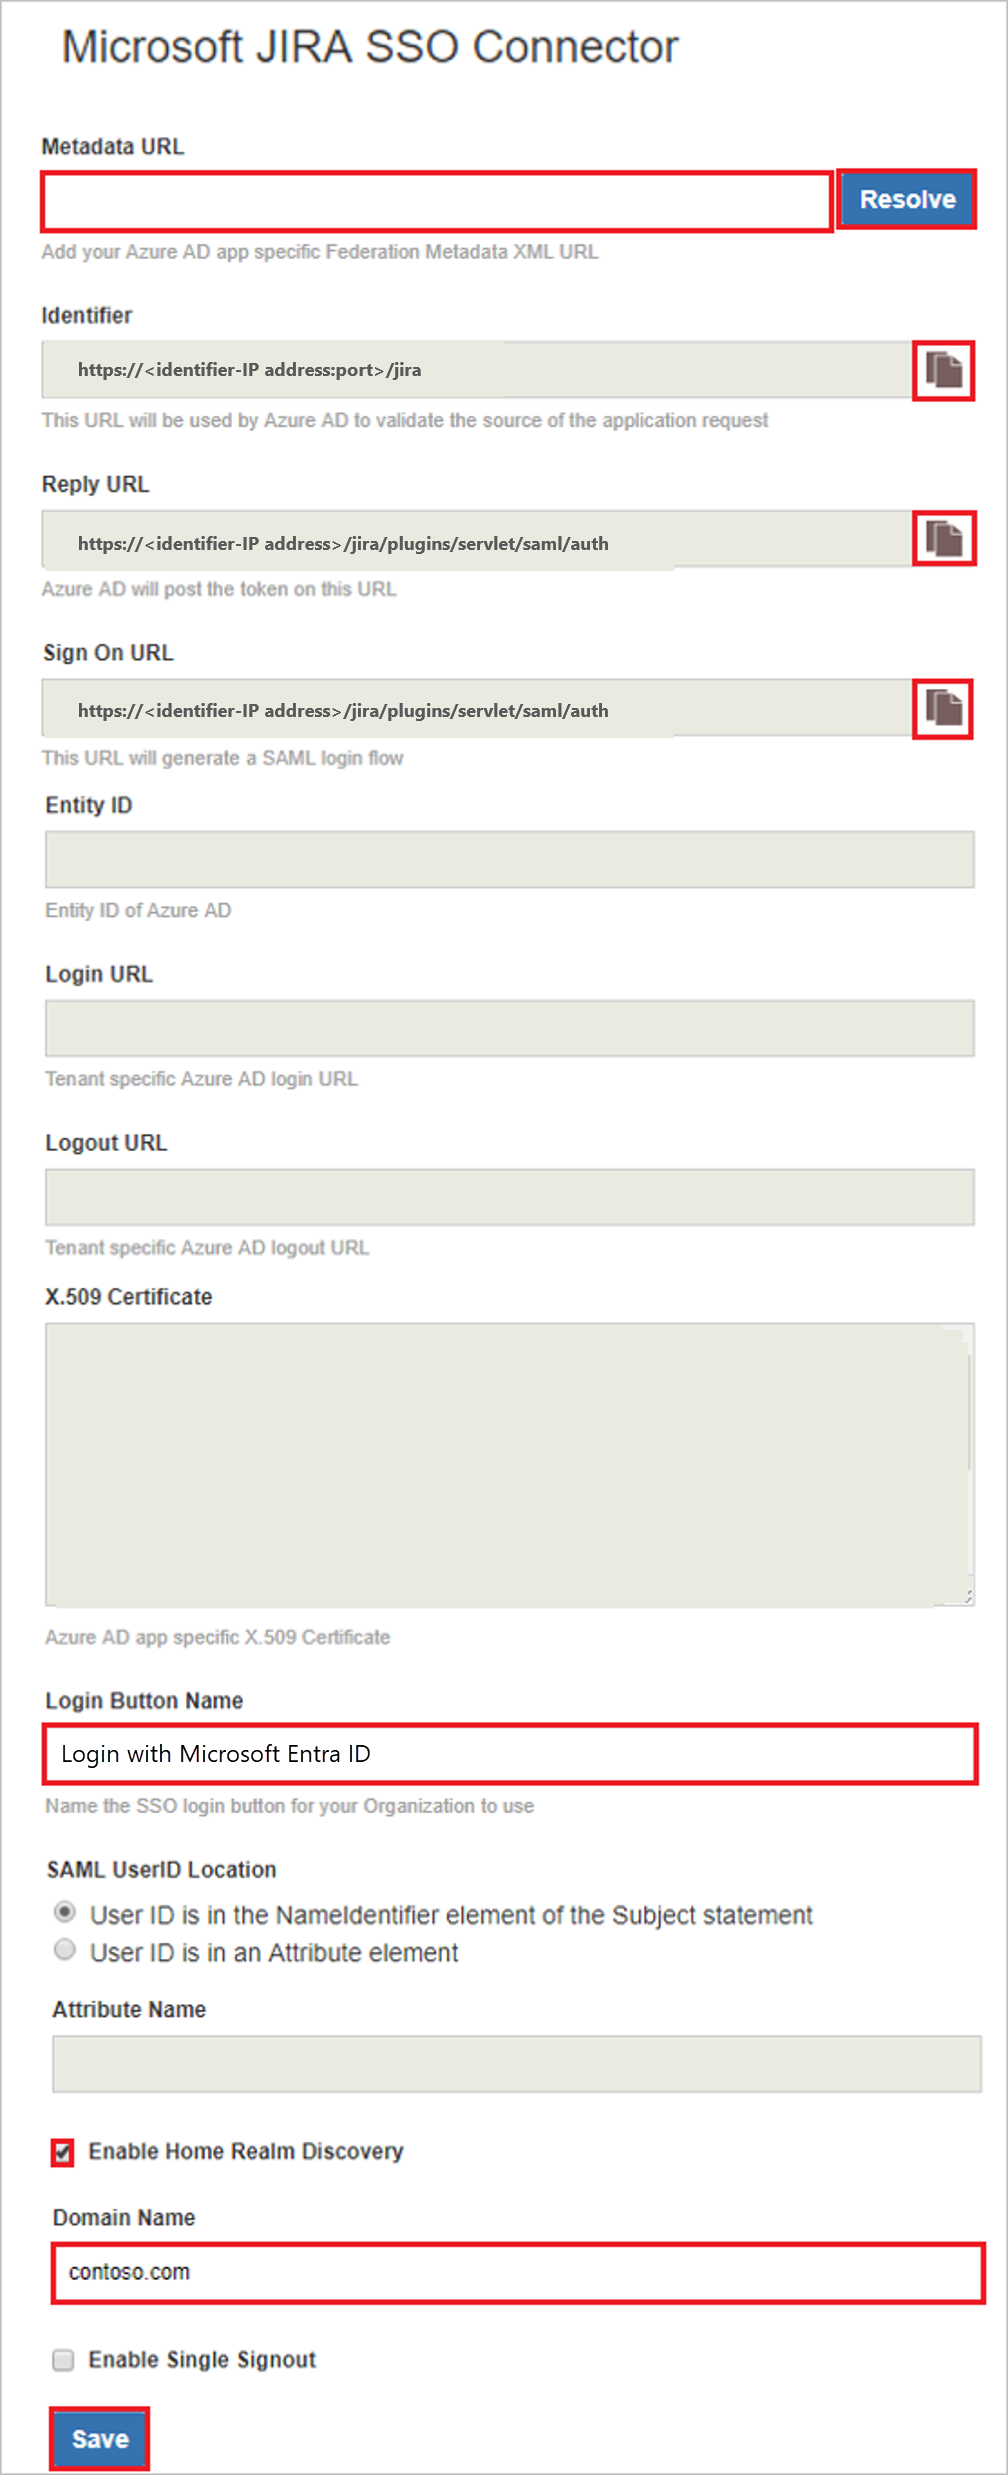 Microsoft JIRA SSO Connector
Metadata URL
Resolve
Add your Azure AD app specific Federation Metadata XML URL
Identifier
https://<identifier-IP address:port>/jira
This URL will be used by Azure AD to validate the source of the application request
Reply URL
https://<identifier-IP address>/jira/plugins/servlet/saml/auth
Azure AD will post the token on this URL
Sign On URL
https://<identifier-IP address>/jira/plugins/servlet/saml/auth
This URL will generate a SAML login flow
Entity ID
Entity ID of Azure AD
Login URL
Tenant specific Azure AD login URL
Logout URL
Tenant specific Azure AD logout URL
X.509 Certificate
Azure AD app specific X.509 Certificate
Login Button Name
Login with Microsoft Entra ID
Name the SSO login button for your Organization to use
SAML UserID Location
User ID is in the NameIdentifier element of the Subject statement
User ID is in an Attribute element
Attribute Name
Enable Home Realm Discovery
Domain Name
contoso.com
Enable Single Signout
Save